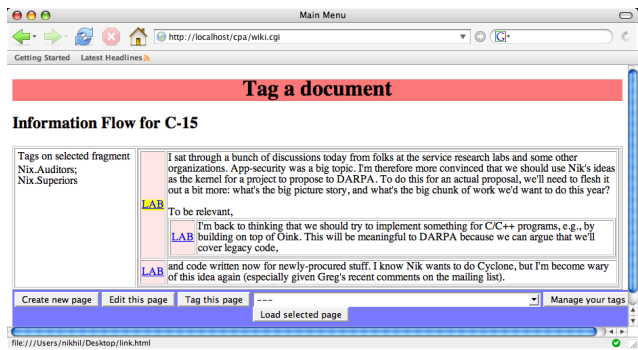 Main Menu
http://localhost/cpa/wiki.cgi
G
Getting Started Latest Headlines
Tag a document
Information Flow for C-15
Tags on selected fragment
Nix.Auditors;
Nix.Superiors
LAB
I sat through a bunch of discussions today from folks at the service research labs and some other
organizations. App-security was a big topic. I'm therefore more convinced that we should use Nik's ideas
as the kernel for a project to propose to DARPA. To do this for an actual proposal, we'll need to flesh it
out a bit more: what's the big picture story, and what's the big chunk of work we'd want to do this year?
To be relevant,
LAB
I'm back to thinking that we should try to implement something for C/C++ programs, e.g., by
building on top of Oink. This will be meaningful to DARPA because we can argue that we'll
cover legacy code,
LAB
and code written now for newly-procured stuff. I know Nik wants to do Cyclone, but I'm become wary
of this idea again (especially given Greg's recent comments on the mailing list).
Create new page Edit this page Tag this page --- Manage your tags
Load selected page
file:///Users/nikhil/Desktop/link.html